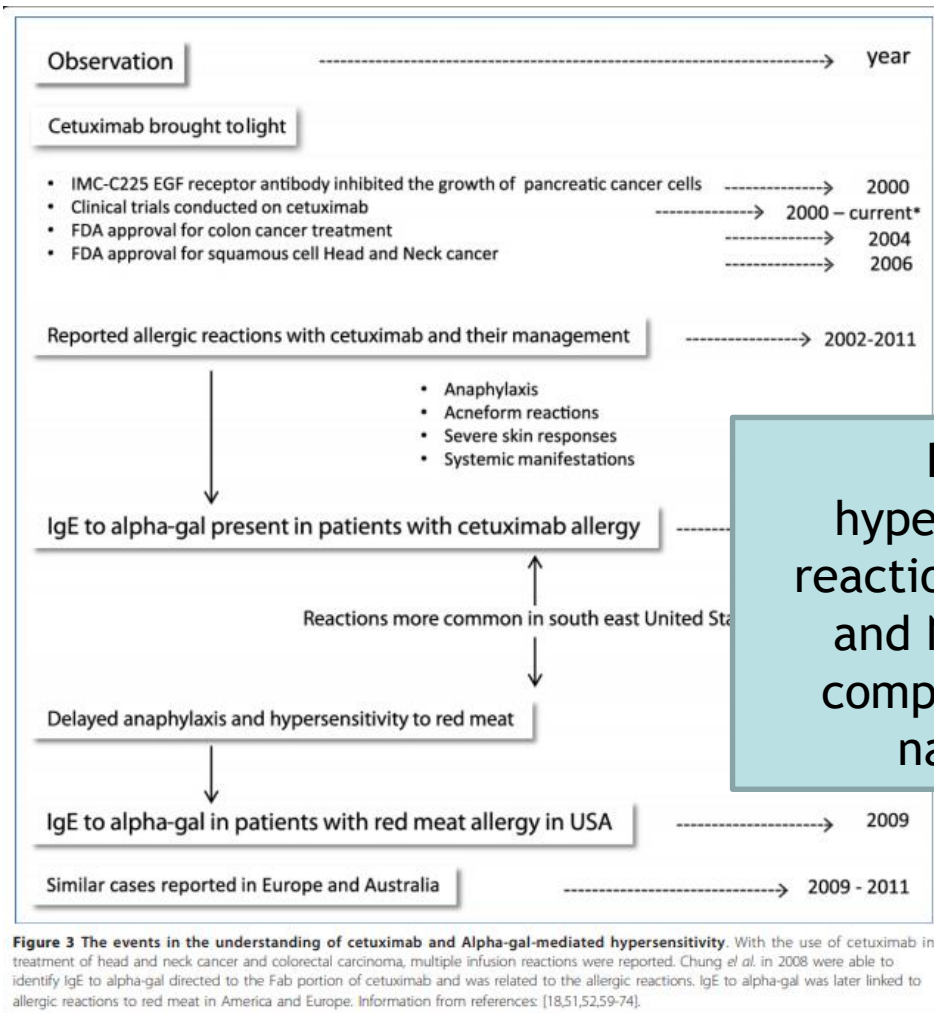 Observation ----------> year
Cetuximab brought to light
• IMC-C225 EGF receptor antibody inhibited the growth of pancreatic cancer cells ----------> 2000
• Clinical trials conducted on cetuximab ----------> 2000 – current*
• FDA approval for colon cancer treatment ----------> 2004
• FDA approval for squamous cell Head and Neck cancer ----------> 2006
Reported allergic reactions with cetuximab and their management ----------> 2002-2011
• Anaphylaxis
• Acneform reactions
• Severe skin responses
• Systemic manifestations
IgE to alpha-gal present in patients with cetuximab allergy
Reactions more common in south east United Sta
Delayed anaphylaxis and hypersensitivity to red meat
IgE to alpha-gal in patients with red meat allergy in USA ----------> 2009
Similar cases reported in Europe and Australia ----------> 2009 - 2011
hype
reactio
and
comp
na
Figure 3 The events in the understanding of cetuximab and Alpha-gal-mediated hypersensitivity. With the use of cetuximab in
treatment of head and neck cancer and colorectal carcinoma, multiple infusion reactions were reported. Chung et al. in 2008 were able to
identify IgE to alpha-gal directed to the Fab portion of cetuximab and was related to the allergic reactions. IgE to alpha-gal was later linked to
allergic reactions to red meat in America and Europe. Information from references: [18,51,52,59-74].